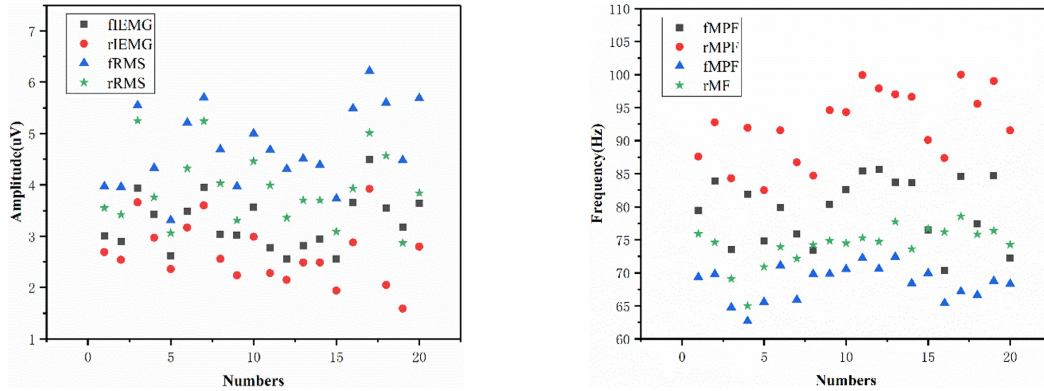 7
6
5
4
3
2
1
0
5
10
15
20
Amplitude(uV)
Numbers
fIEMG
rIEMG
fRMS
rRMS
110
105
100
95
90
85
80
75
70
65
60
0
5
10
15
20
Frequency(Hz)
Numbers
fMPF
rMPF
fMPF
rMF